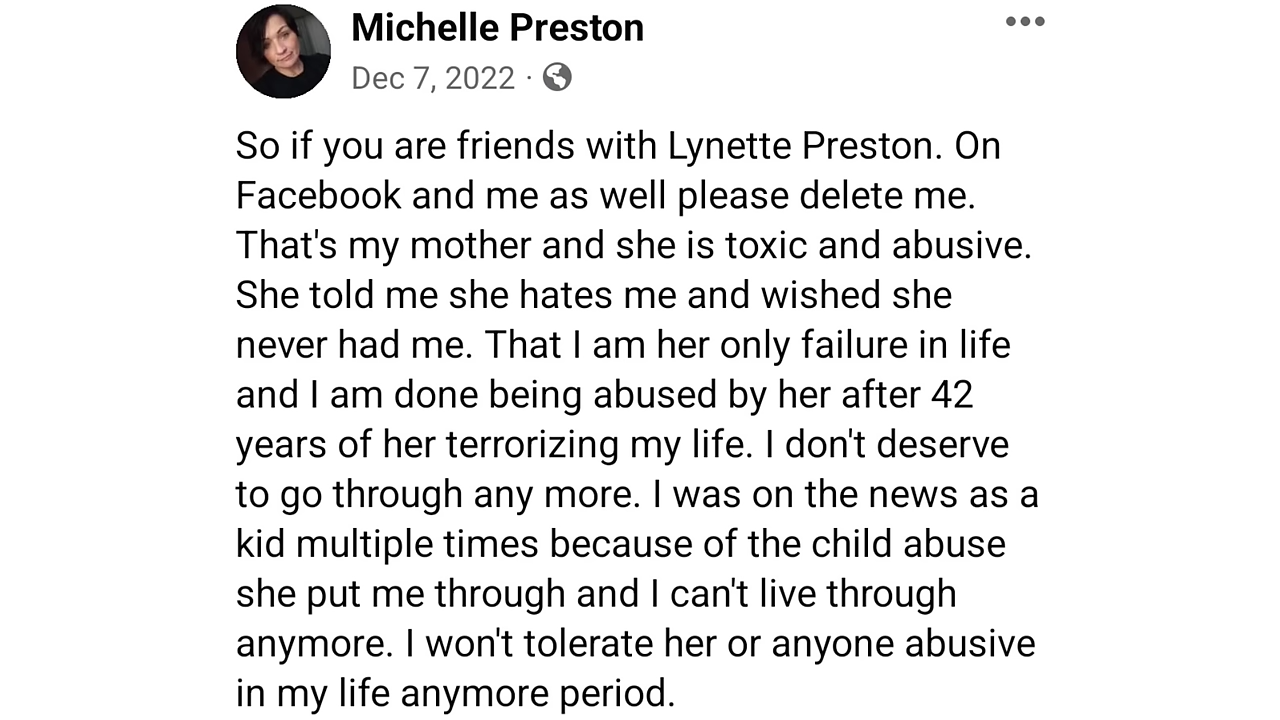 Michelle Preston
Dec 7, 2022 ·
So if you are friends with Lynette Preston. On
Facebook and me as well please delete me.
That's my mother and she is toxic and abusive.
She told me she hates me and wished she
never had me. That I am her only failure in life
and I am done being abused by her after 42
years of her terrorizing my life. I don't deserve
to go through any more. I was on the news as a
kid multiple times because of the child abuse
she put me through and I can't live through
anymore. I won't tolerate her or anyone abusive
in my life anymore period.